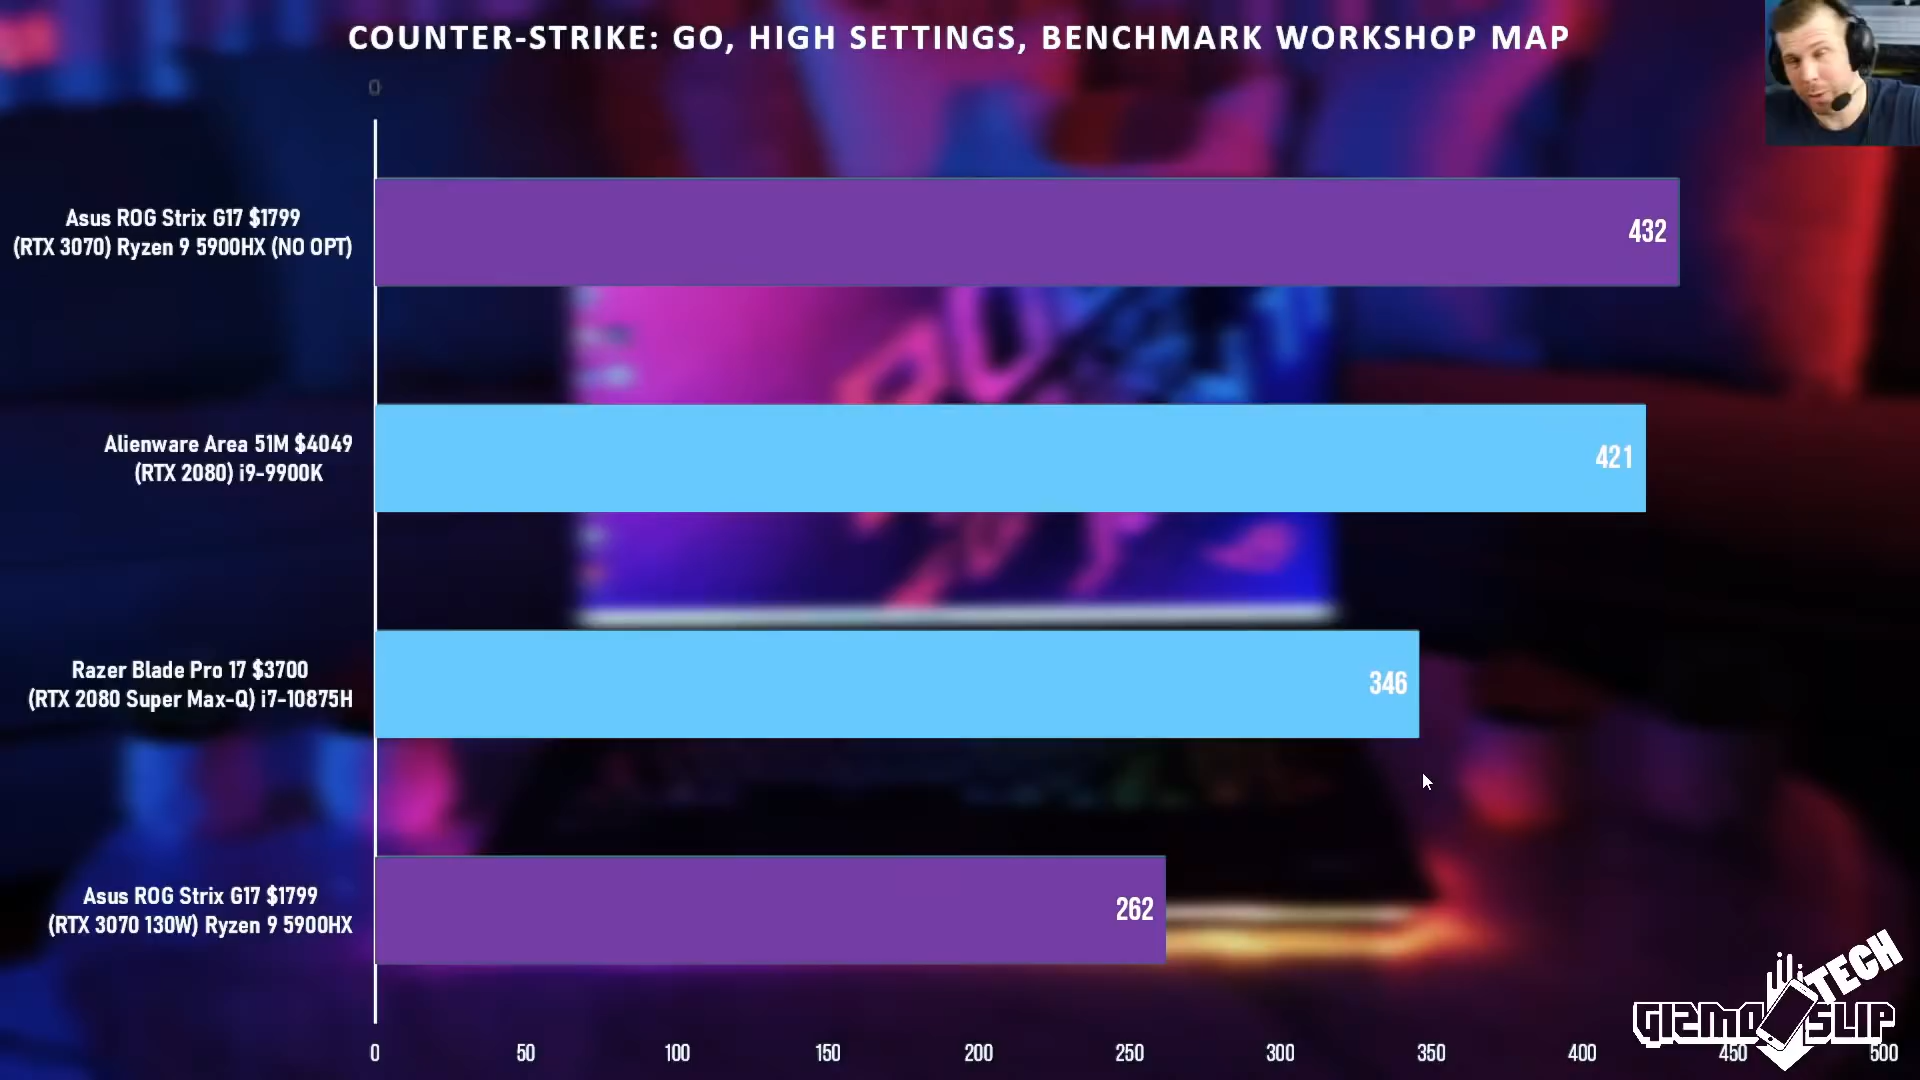 COUNTER-STRIKE: GO, HIGH SETTINGS, BENCHMARK WORKSHOP MAP
0
Asus ROG Strix G17 $1799
(RTX 3070) Ryzen 9 5900HX (NO OPT)
432
Alienware Area 51M $4049
(RTX 2080) i9-9900K
421
Razer Blade Pro 17 $3700
(RTX 2080 Super Max-Q) i7-10875H
346
Asus ROG Strix G17 $1799
(RTX 3070 130W) Ryzen 9 5900HX
262
0 50 100 150 200 250 300 350 400 450 500
GIZMO SLIP TECH